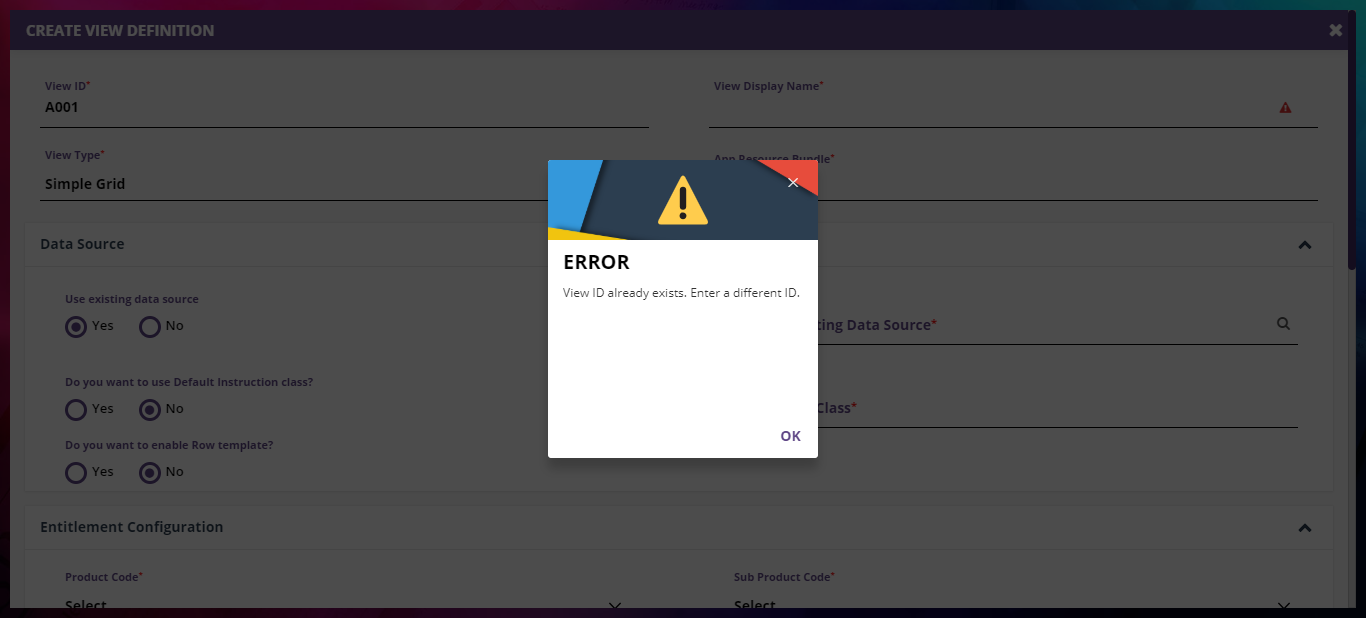 CREATE VIEW DEFINITION
View ID*
A001
View Display Name*
View Type*
Simple Grid
App Resource Bundle*
ERROR
View ID already exists. Enter a different ID.
OK
Data Source
Use existing data source
Yes
No
ting Data Source*
Do you want to use Default Instruction class?
Yes
No
Class*
Do you want to enable Row template?
Yes
No
Entitlement Configuration
Product Code*
Select
Sub Product Code*
Select